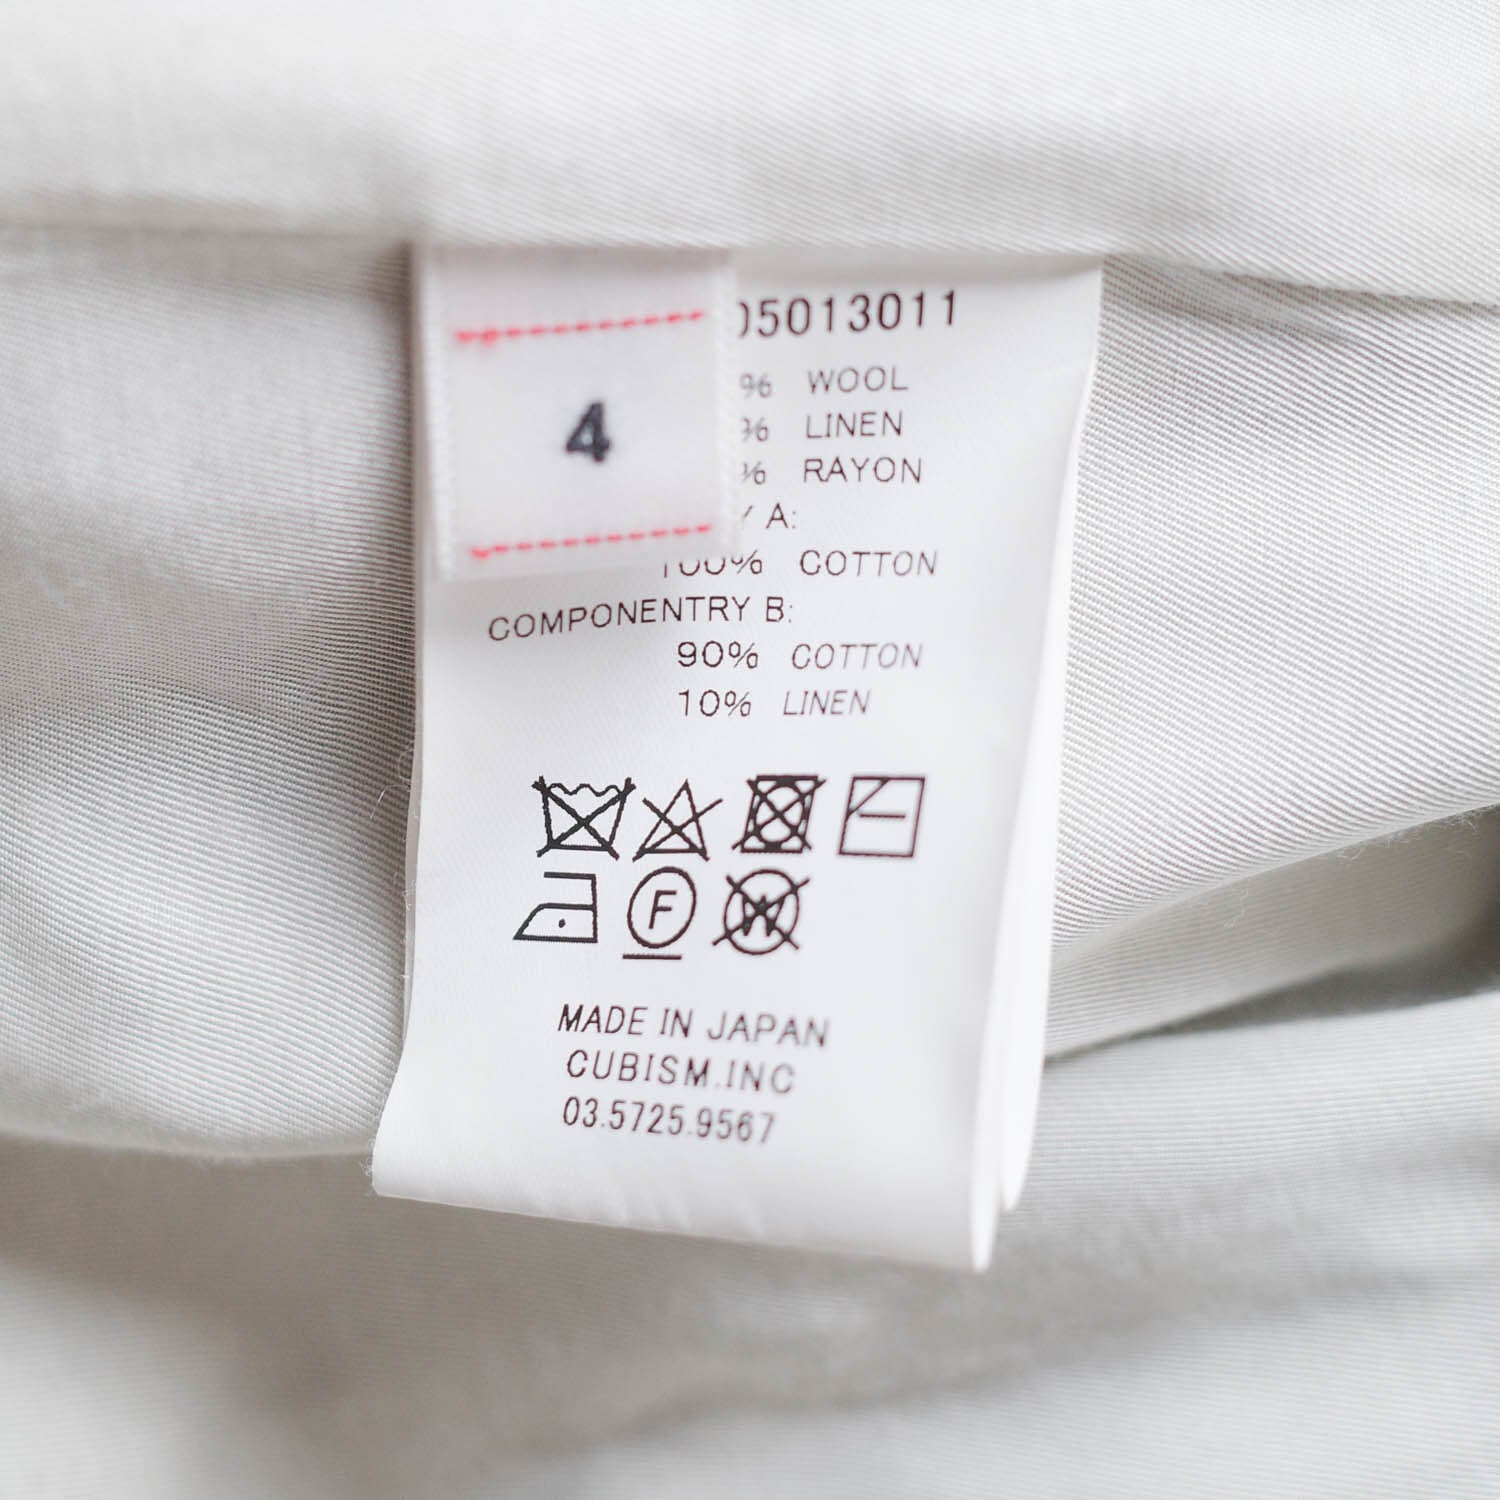 05013011
% WOOL
% LINEN
% RAYON
4
Y A:
100% COTTON
COMPONENTRY B:
90% COTTON
10% LINEN
F
W
MADE IN JAPAN
CUBISM.INC
03.5725.9567